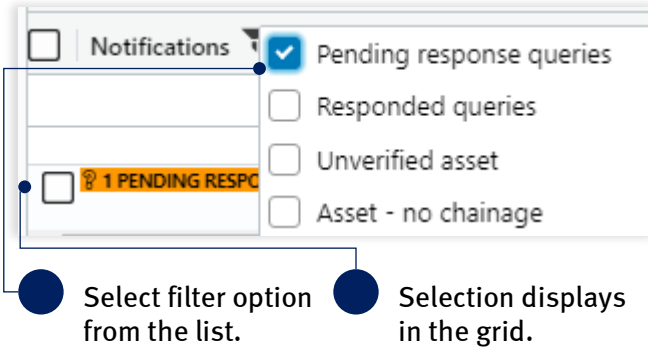 Notifications
Pending response queries
Responded queries
Unverified asset
1 PENDING RESPO
Asset - no chainage
Select filter option
from the list.
Selection displays
in the grid.